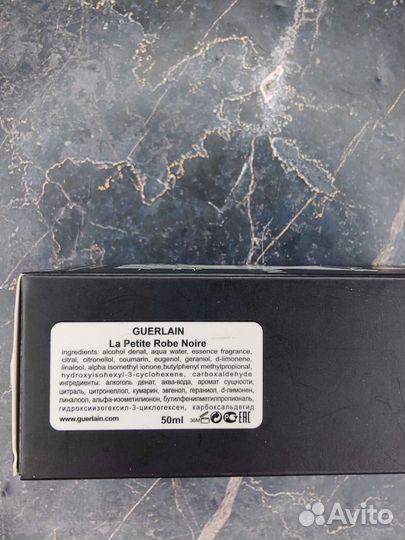 GUERLAIN
La Petite Robe Noire
ingredients: alcohol denat, aqua water, essence fragrance,
citral, citronellol, coumarin, eugenol, geraniol, d-limonene,
linalool, alpha isomethyl ionone,butylphenyl methylpropional,
hydroxyisohexyl-3-cyclohexene, carboxaldehyde
ингредиенты: алкоголь денат, аква-вода, аромат сущности,
цитраль, цитронеллол, кумарин, эвгенол, гераниол, d-лимонен,
линалоол, альфа-изометилионон, бутилфенилметилпропиональ,
гидроксиизогексил-3-циклогексен, карбоксальдегид
www.guerlain.com 50ml 36M EAC
Avito